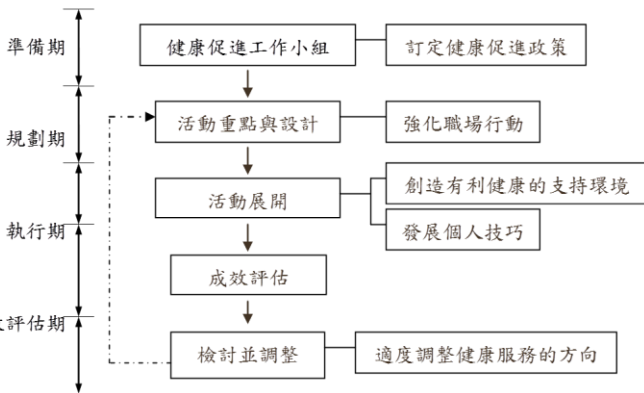 準備期
健康促進工作小組
訂定健康促進政策
規劃期
活動重點與設計
強化職場行動
活動展開
創造有利健康的支持環境
執行期
發展個人技巧
成效評估
評估期
檢討並調整
適度調整健康服務的方向